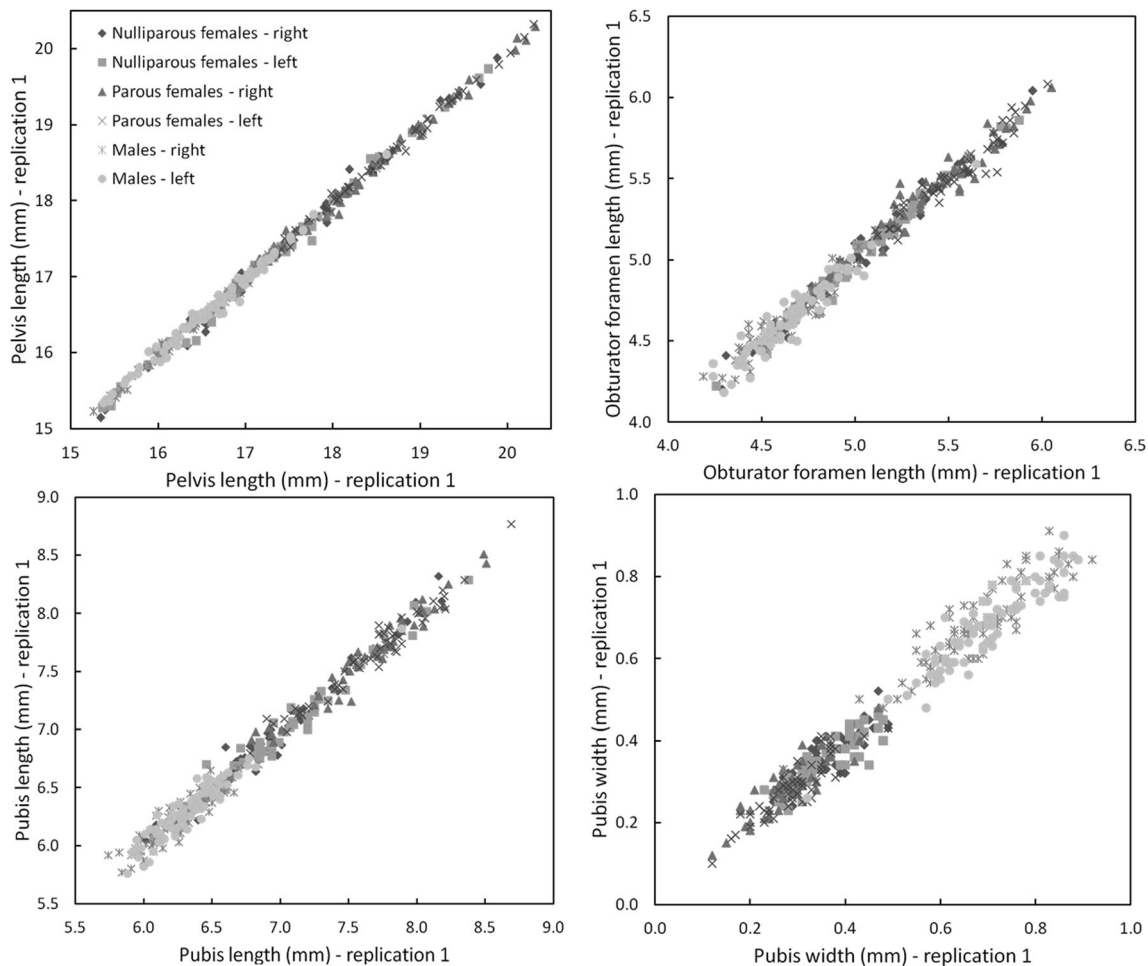 Pelvis length (mm) - replication 1
20
19
18
17
16
15
Nulliparous females - right
Nulliparous females - left
Parous females - right
Parous females - left
Males - right
Males - left
15 16 17 18 19 20
Pelvis length (mm) - replication 1
Obturator foramen length (mm) - replication 1
6.5
6.0
5.5
5.0
4.5
4.0
4.0 4.5 5.0 5.5 6.0 6.5
Obturator foramen length (mm) - replication 1
Pubis length (mm) - replication 1
9.0
8.5
8.0
7.5
7.0
6.5
6.0
5.5
5.5 6.0 6.5 7.0 7.5 8.0 8.5 9.0
Pubis length (mm) - replication 1
Pubis width (mm) - replication 1
1.0
0.8
0.6
0.4
0.2
0.0
0.0 0.2 0.4 0.6 0.8 1.0
Pubis width (mm) - replication 1